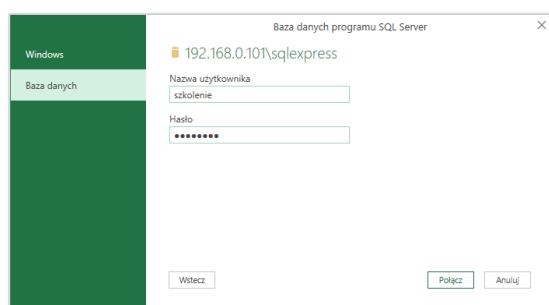 Baza danych programu SQL Server
Windows
Baza danych
192.168.0.101\sqlexpress
Nazwa użytkownika
szkolenie
Hasło
●●●●●●●●
Wstecz
Połącz
Anuluj